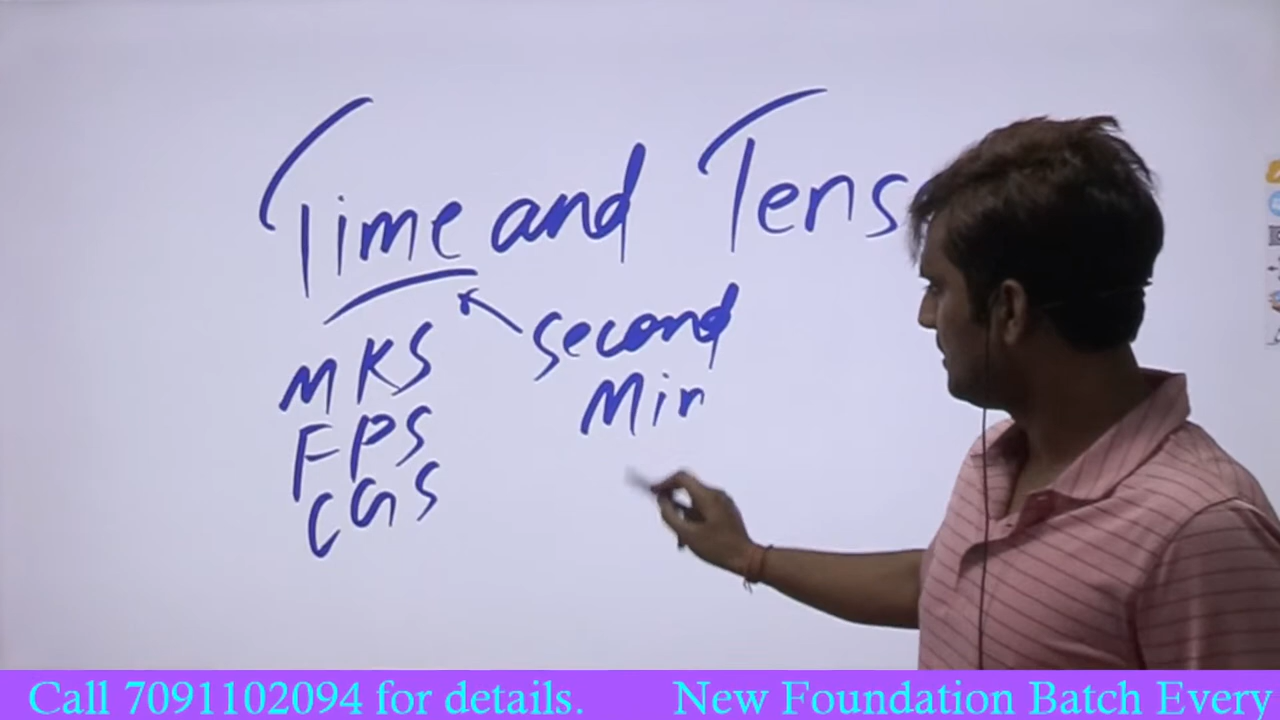 Time and Tens
MKS
FPS
CGS
second
Min
Call 7091102094 for details. New Foundation Batch Every